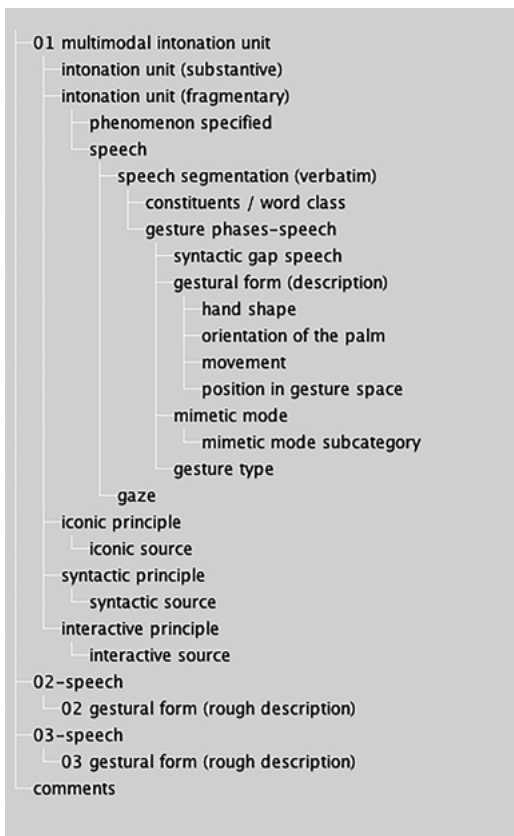 01 multimodal intonation unit
intonation unit (substantive)
intonation unit (fragmentary)
phenomenon specified
speech
speech segmentation (verbatim)
constituents / word class
gesture phases-speech
syntactic gap speech
gestural form (description)
hand shape
orientation of the palm
movement
position in gesture space
mimetic mode
mimetic mode subcategory
gesture type
gaze
iconic principle
iconic source
syntactic principle
syntactic source
interactive principle
interactive source
02-speech
02 gestural form (rough description)
03-speech
03 gestural form (rough description)
comments